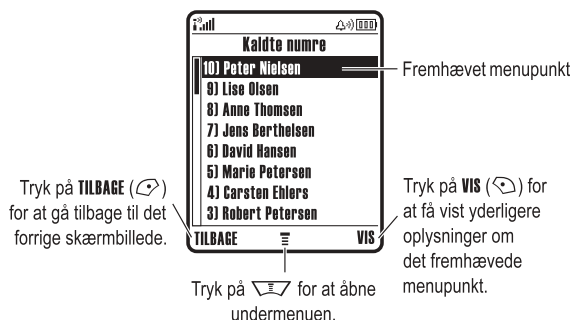 Kaldte numre
10) Peter Nielsen
9) Lise Olsen
8) Anne Thomsen
7) Jens Berthelsen
6) David Hansen
5) Marie Petersen
4) Carsten Ehlers
3) Robert Petersen
TILBAGE VIS
Fremhævet menupunkt
Tryk på TILBAGE ( )
for at gå tilbage til det
forrige skærmbillede.
Tryk på VIS ( ) for
at få vist yderligere
oplysninger om
det fremhævede
menupunkt.
Tryk på for at åbne
undermenuen.